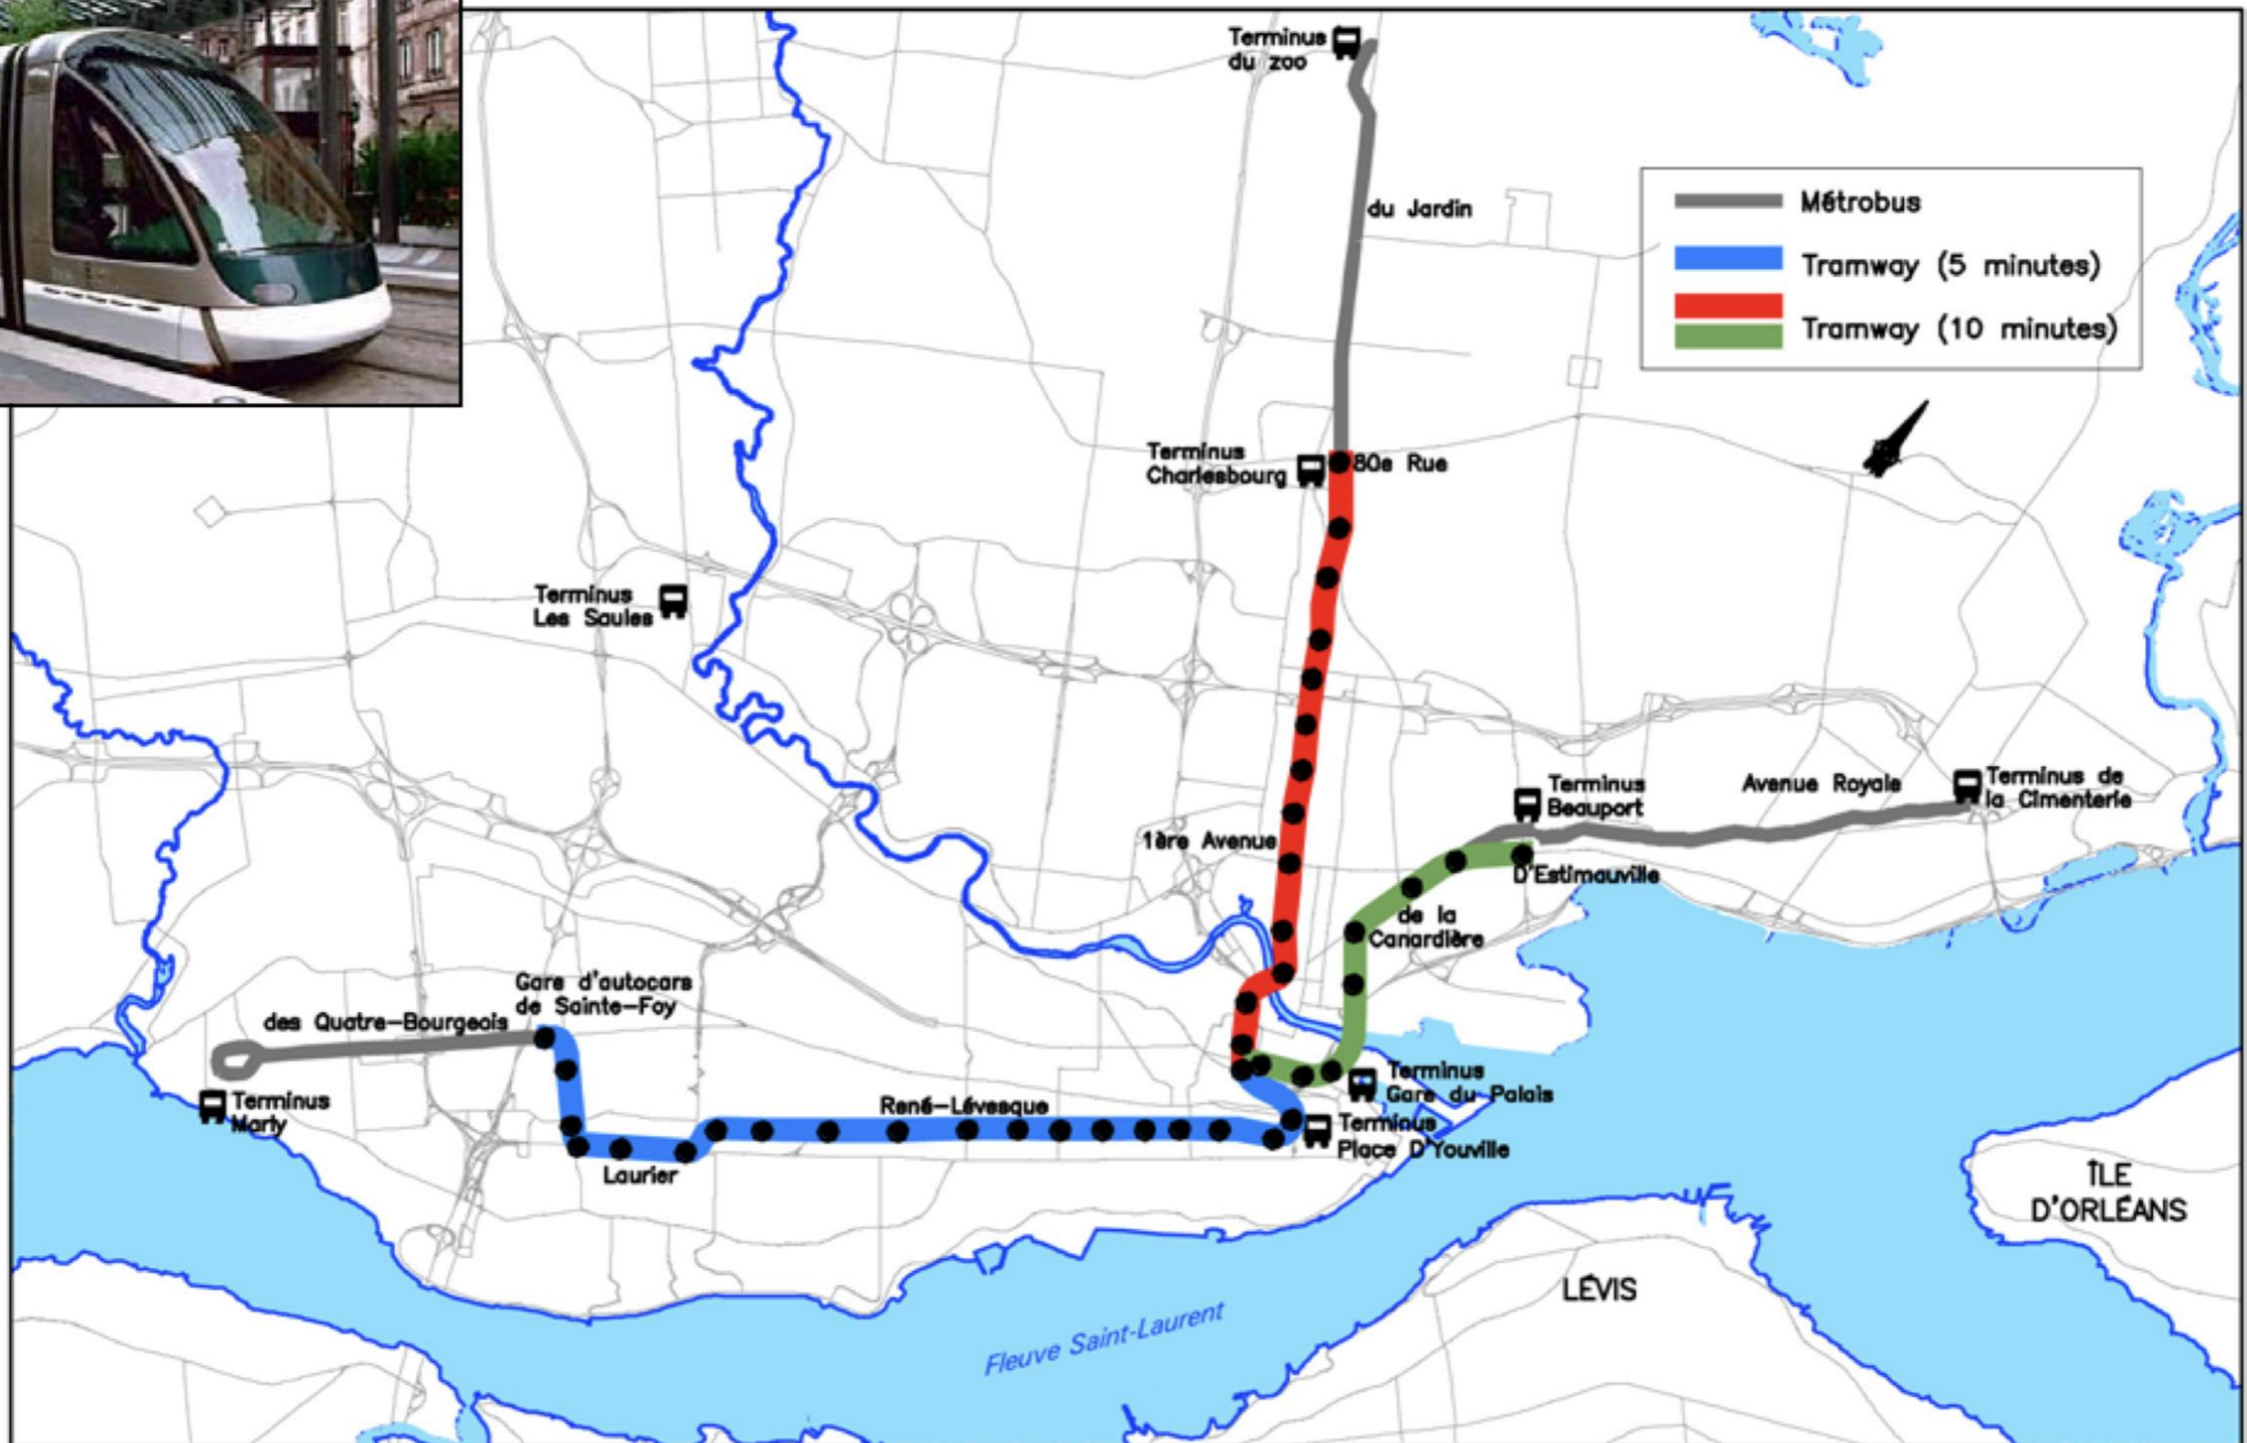 Terminus
du zoo
du Jardin
Métrobus
Tramway (5 minutes)
Tramway (10 minutes)
Terminus
Charlesbourg
80e Rue
Terminus
Les Saules
Terminus
Beauport
Avenue Royale
Terminus de
la Cimenterie
1ère Avenue
D'Estimauville
de la
Canardière
Gare d'autocars
de Sainte-Foy
des Quatre-Bourgeois
Terminus
Marly
René-Lévesque
Laurier
Terminus
Gare du Palais
Terminus
Place D'Youville
ÎLE
D'ORLÉANS
LÉVIS
Fleuve Saint-Laurent